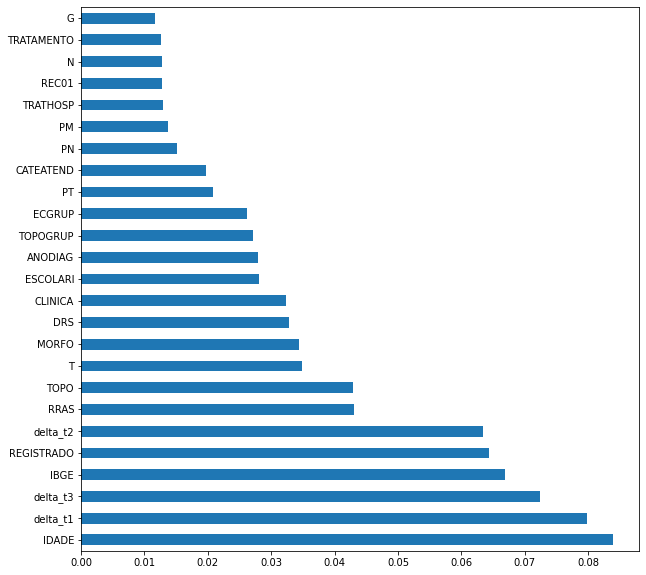 G
TRATAMENTO
N
REC01
TRATHOSP
PM
PN
CATEATEND
PT
ECGRUP
TOPOGRUP
ANODIAG
ESCOLARI
CLINICA
DRS
MORFO
T
TOPO
RRAS
delta_t2
REGISTRADO
IBGE
delta_t3
delta_t1
IDADE
0.00 0.01 0.02 0.03 0.04 0.05 0.06 0.07 0.08